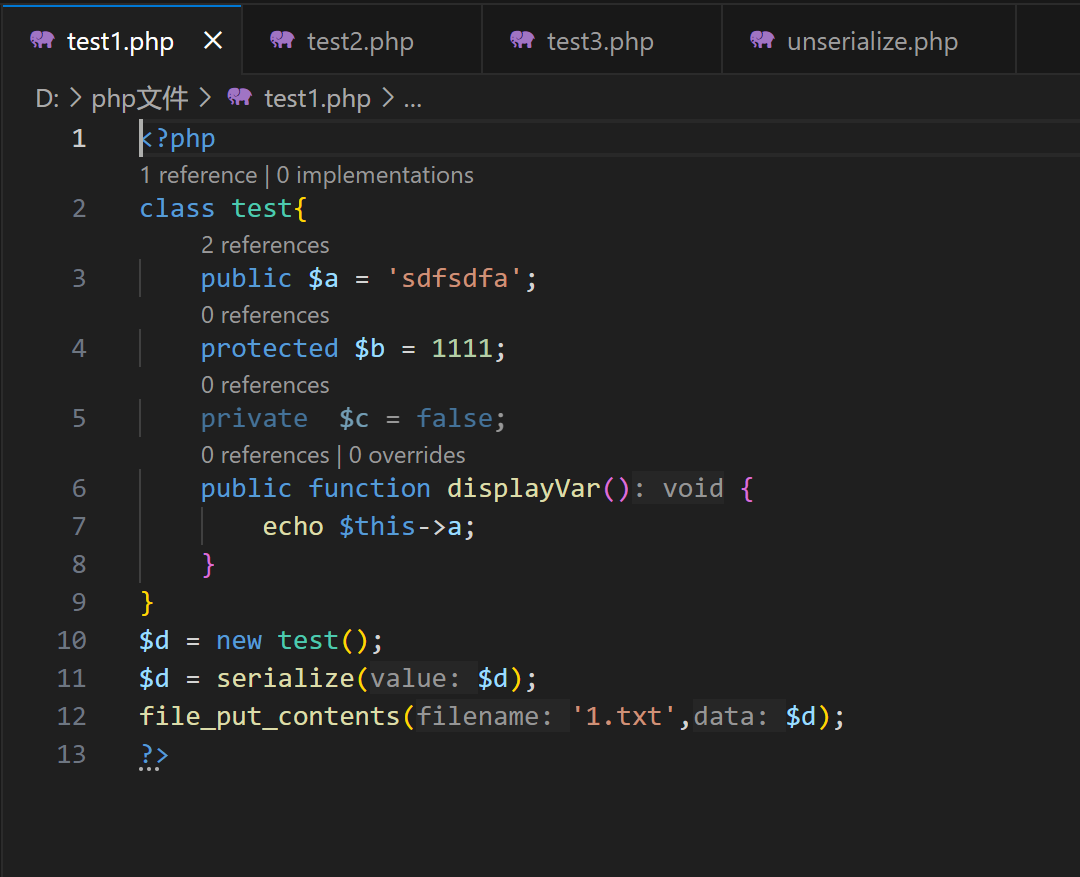 test1.php
test2.php
test3.php
unserialize.php
D: > php文件 > test1.php > ...
1 <?php
1 reference | 0 implementations
2 class test{
2 references
3 public $a = 'sdfsdfa';
0 references
4 protected $b = 1111;
0 references
5 private  $c = false;
0 references | 0 overrides
6 public function displayVar(): void {
7 echo $this->a;
8 }
9 }
10 $d = new test();
11 $d = serialize(value: $d);
12 file_put_contents(filename: '1.txt',data: $d);
13 ?>